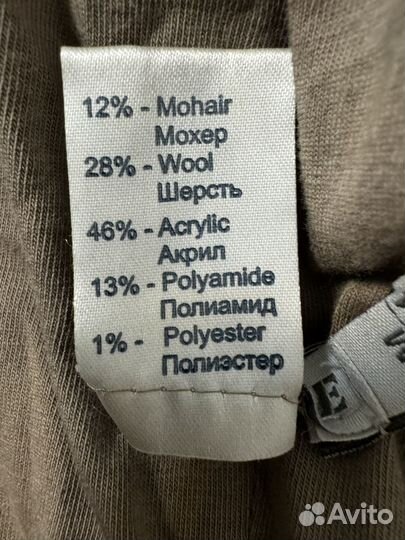 12% - Mohair
Мохер
28% - Wool
Шерсть
46% - Acrylic
Акрил
13% - Polyamide
Полиамид
1% - Polyester
Полиэстер
Avito